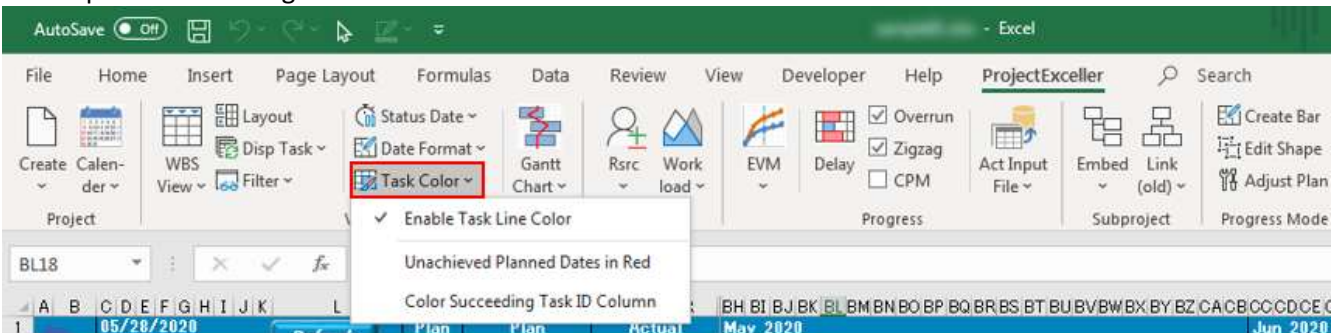 AutoSave Off - Excel
File Home Insert Page Layout Formulas Data Review View Developer Help ProjectExceller Search
Create Calen-der WBS View Layout Disp Task Filter Status Date Date Format Task Color Gantt Chart Rsrc Work load EVM Delay Overrun Zigzag CPM Act Input File Embed Link (old) Create Bar Edit Shape Adjust Plan
Project Progress Subproject Progress Mode
Enable Task Line Color
Unachieved Planned Dates in Red
Color Succeeding Task ID Column
BL18 fx
A B C D E F G H I J K L BH BI BJ BK BL BM BN BO BP BQ BR BS BT BU BV BW BX BY BZ CA CB CC CD CE
1 05/28/2020 Plan Plan Actual May 2020 Jun 2020